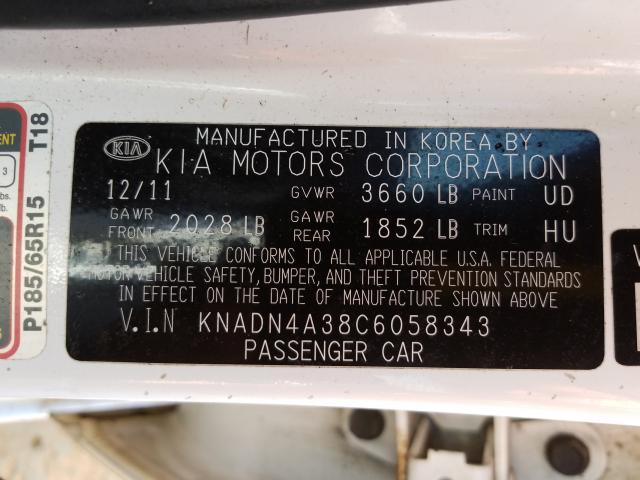 MANUFACTURED IN KOREA BY
KIA KIA MOTORS CORPORATION
12/11 GVWR 3660 LB PAINT UD
GAWR FRONT 2028 LB GAWR REAR 1852 LB TRIM HU
THIS VEHICLE CONFORMS TO ALL APPLICABLE U.S.A. FEDERAL
MOTOR VEHICLE SAFETY, BUMPER, AND THEFT PREVENTION STANDARDS
IN EFFECT ON THE DATE OF MANUFACTURE SHOWN ABOVE
V.I.N KNADN4A38C6058343
PASSENGER CAR
P185/65R15 T18
3